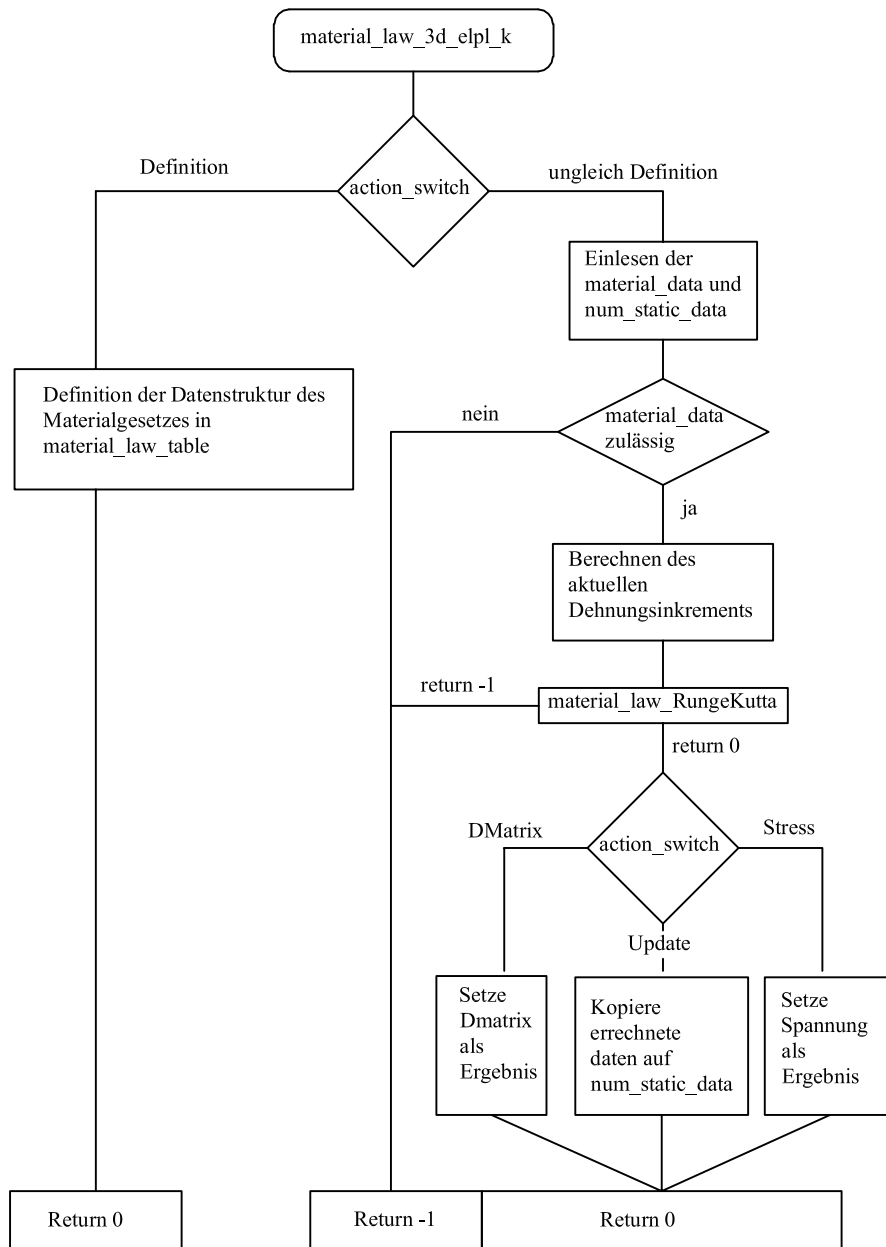 material_law_3d_elpl_k
Definition
ungleich Definition
action_switch
Einlesen der
material_data und
num_static_data
Definition der Datenstruktur des
Materialgesetzes in
material_law_table
nein
material_data
zulässig
ja
Berechnen des
aktuellen
Dehnungsinkrements
return -1
material_law_RungeKutta
return 0
DMatrix
Stress
action_switch
Update
Setze
Dmatrix
als
Ergebnis
Kopiere
errechnete
daten auf
num_static_data
Setze
Spannung
als
Ergebnis
Return 0
Return -1
Return 0